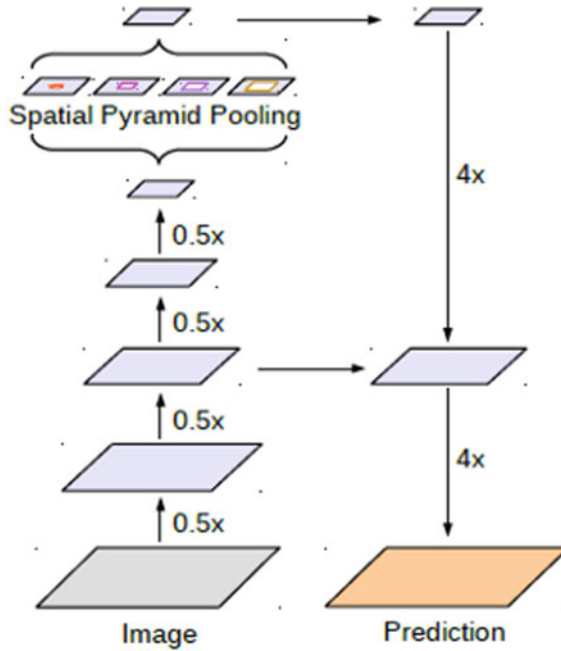 Spatial Pyramid Pooling
4x
0.5x
0.5x
0.5x
4x
0.5x
Image
Prediction